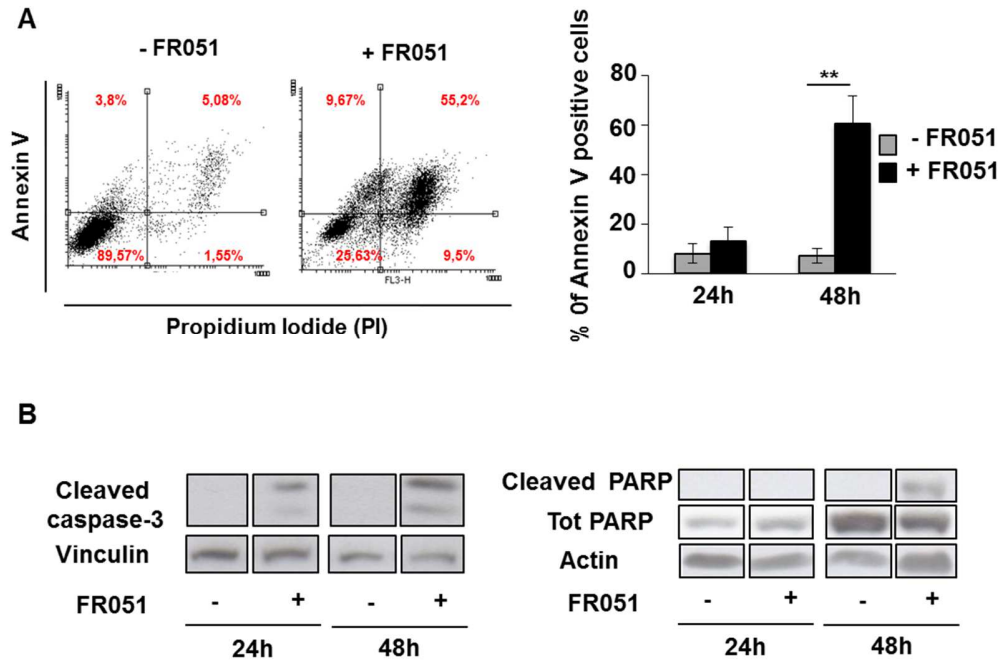 A
- FR051
+ FR051
Annexin V
3,8%
5,08%
89,57%
1,55%
9,67%
55,2%
25,63%
9,5%
FL3-H
Propidium Iodide (PI)
% Of Annexin V positive cells
80
60
40
20
0
**
- FR051
+ FR051
24h
48h
B
Cleaved
caspase-3
Vinculin
FR051
- + - +
24h 48h
Cleaved PARP
Tot PARP
Actin
FR051
- + - +
24h 48h